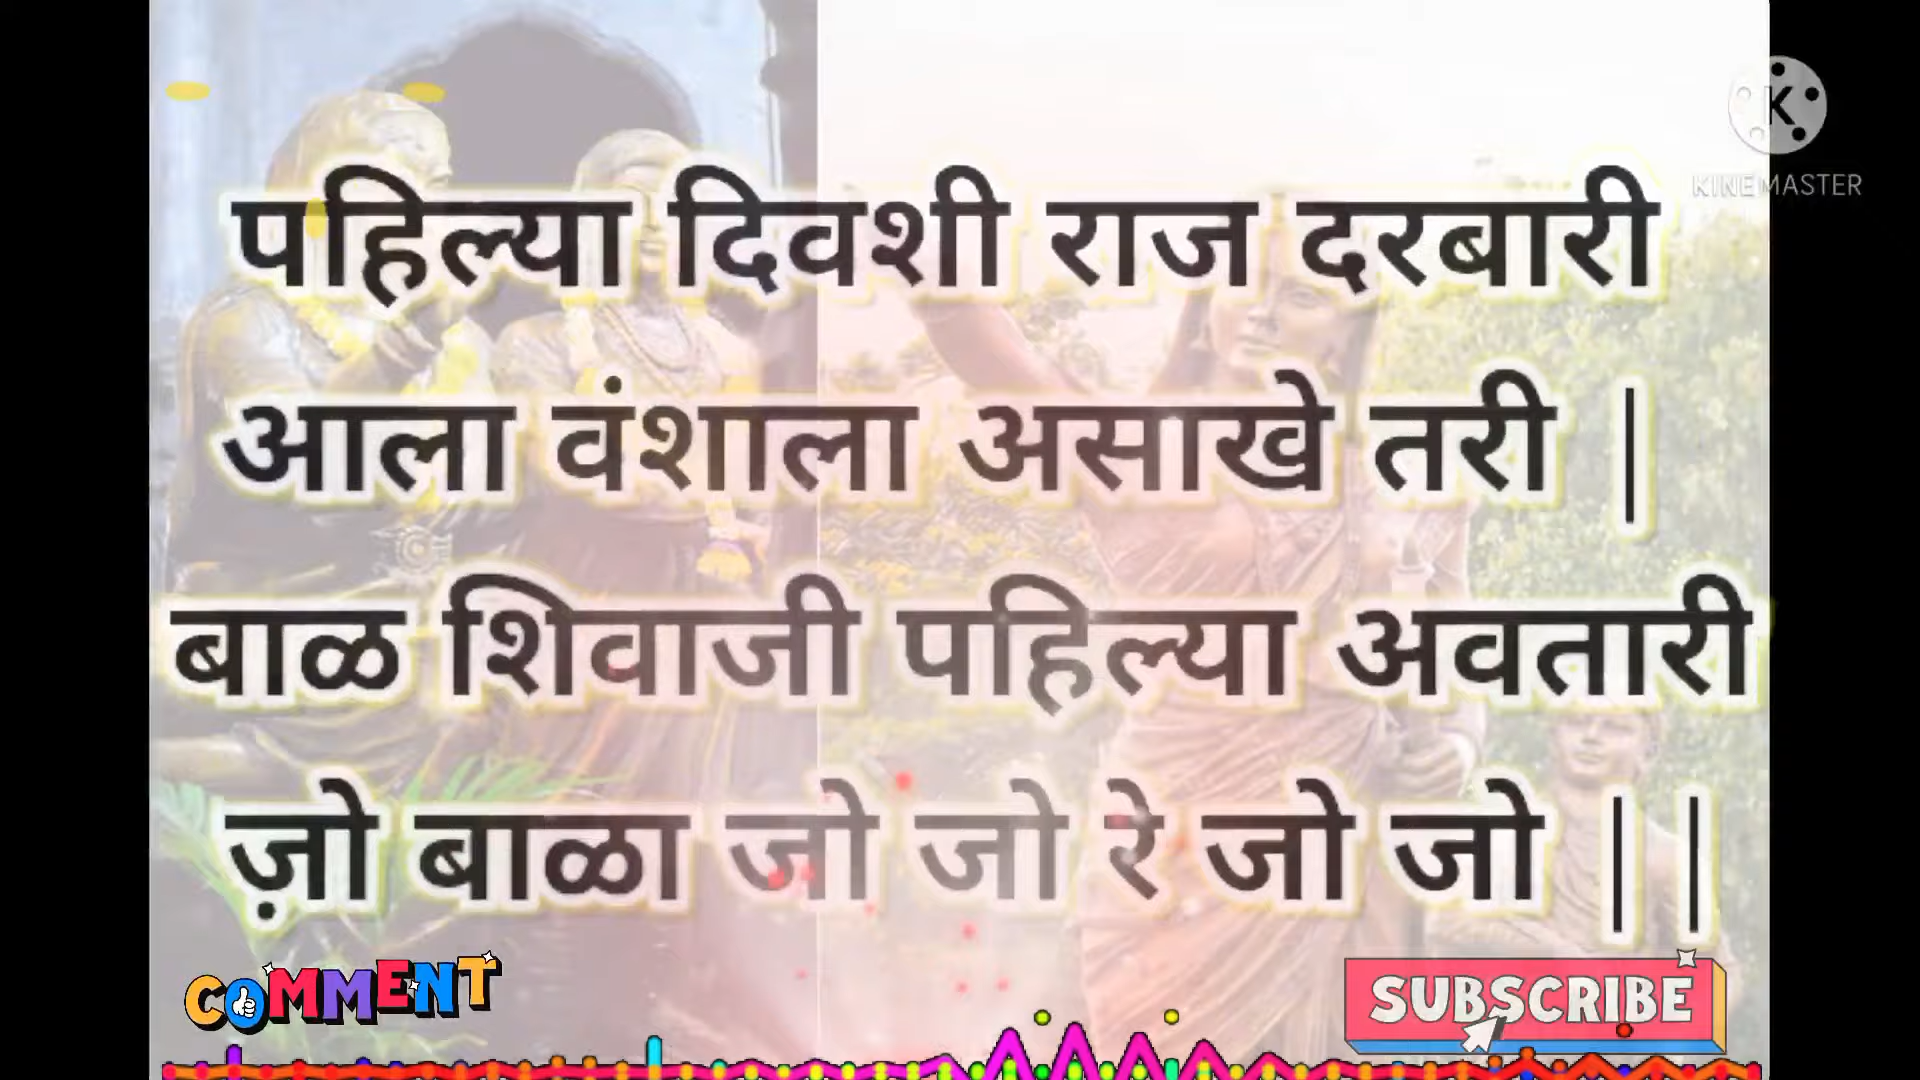 KINEMASTER
पहिल्या दिवशी राज दरबारी
आला वंशाला असाखे तरी |
बाळ शिवाजी पहिल्या अवतारी
ज़ो बाळा जो जो रे जो जो ||
COMMENT
SUBSCRIBE